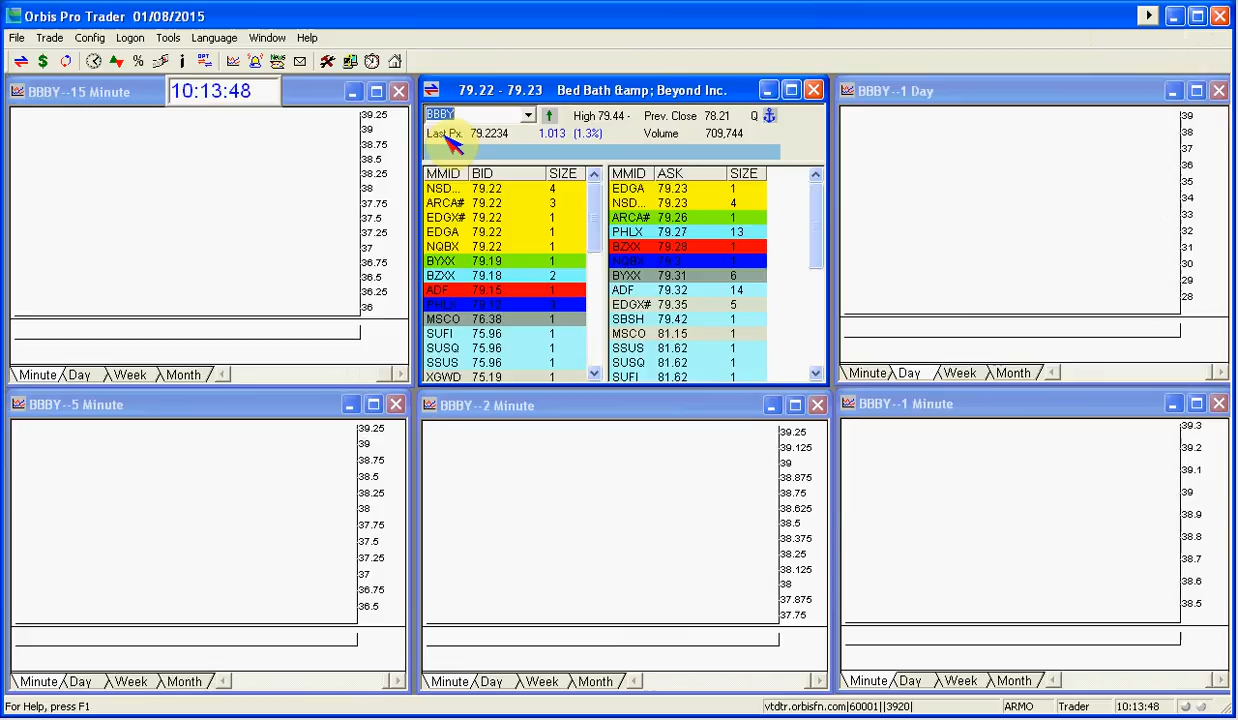 Orbis Pro Trader 01/08/2015
File Trade Config Logon Tools Language Window Help
BBBY--15 Minute
10:13:48
39.25
39
38.75
38.5
38.25
38
37.75
37.5
37.25
37
36.75
36.5
36.25
36
Minute Day Week Month
79.22 - 79.23 Bed Bath &amp; Beyond Inc.
BBBY High 79.44 - Prev. Close 78.21 Q
Last Px. 79.2234 1.013 (1.3%) Volume 709,744
MMID BID SIZE MMID ASK SIZE
NSD... 79.22 4 EDGA 79.23 1
ARCA# 79.22 3 NSD... 79.23 4
EDGX# 79.22 1 ARCA# 79.26 1
EDGA 79.22 1 PHLX 79.27 13
NQBX 79.22 1 BZXX 79.28 1
BYXX 79.19 1 NQBX 79.3
BZXX 79.18 2 BYXX 79.31 6
ADF 79.15 1 ADF 79.32 14
PHLX 79.12 EDGX# 79.35 5
MSCO 76.38 1 SBSH 79.42 1
SUFI 75.96 1 MSCO 81.15 1
SUSQ 75.96 1 SSUS 81.62 1
SSUS 75.96 1 SUSQ 81.62 1
XGWD 75.19 1 SUFI 81.62 1
BBBY--1 Day
39
38
37
36
35
34
33
32
31
30
29
28
Minute Day Week Month
BBBY--5 Minute
39.25
39
38.75
38.5
38.25
38
37.75
37.5
37.25
37
36.75
36.5
Minute Day Week Month
BBBY--2 Minute
39.25
39.125
39
38.875
38.75
38.625
38.5
38.375
38.25
38.125
38
37.875
37.75
Minute Day Week Month
BBBY--1 Minute
39.3
39.2
39.1
39
38.9
38.8
38.7
38.6
38.5
Minute Day Week Month
For Help, press F1 vtdtr.orbisfn.com|60001||3920| ARMO Trader 10:13:48